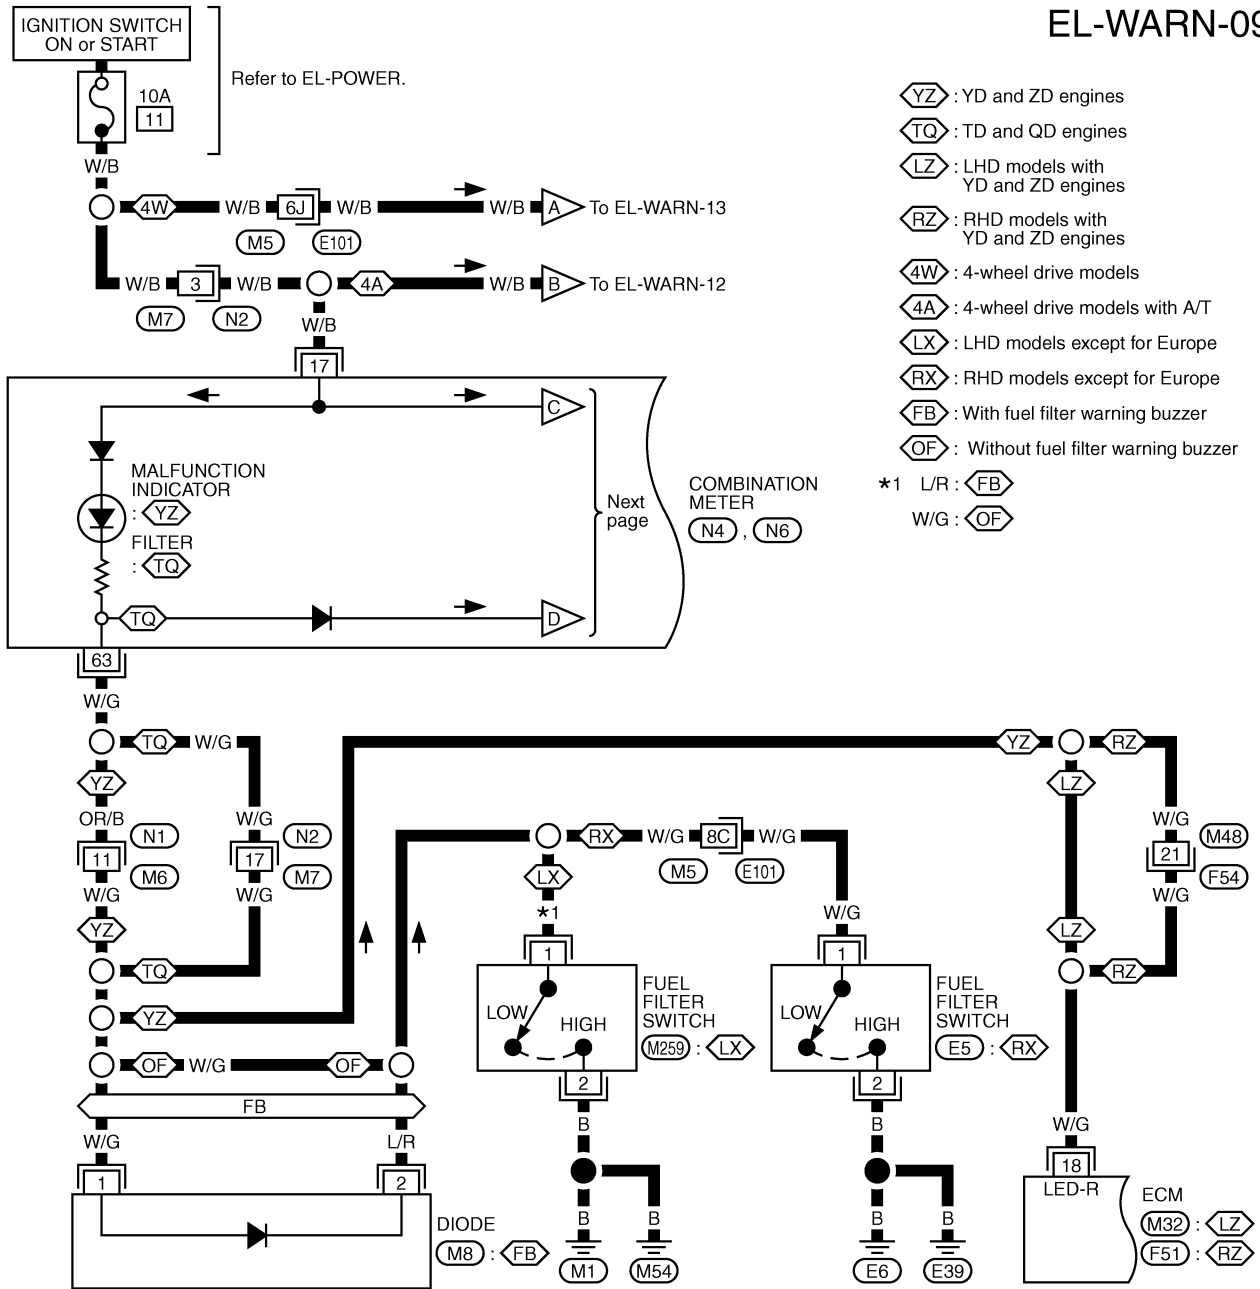 EL-WARN-09
IGNITION SWITCH
ON or START
Refer to EL-POWER.
10A
11
W/B
4W
W/B
6J
W/B
W/B
A
To EL-WARN-13
M5
E101
W/B
3
W/B
4A
W/B
B
To EL-WARN-12
M7
N2
W/B
17
YZ : YD and ZD engines
TQ : TD and QD engines
LZ : LHD models with
YD and ZD engines
RZ : RHD models with
YD and ZD engines
4W : 4-wheel drive models
4A : 4-wheel drive models with A/T
LX : LHD models except for Europe
RX : RHD models except for Europe
FB : With fuel filter warning buzzer
OF : Without fuel filter warning buzzer
*1 L/R : FB
W/G : OF
C
MALFUNCTION
INDICATOR
: YZ
FILTER
: TQ
Next
page
COMBINATION
METER
N4 , N6
TQ
D
63
W/G
TQ
W/G
YZ
RZ
YZ
LZ
OR/B
N1
W/G
N2
W/G
M48
11
17
RX
W/G
8C
W/G
21
M6
M7
M5
E101
F54
LX
W/G
W/G
W/G
*1
W/G
YZ
LZ
1
1
TQ
RZ
LOW
HIGH
FUEL
FILTER
SWITCH
M259 : LX
LOW
HIGH
FUEL
FILTER
SWITCH
E5 : RX
YZ
OF
W/G
OF
2
2
FB
B
B
W/G
L/R
W/G
1
2
18
LED-R
ECM
M32 : LZ
F51 : RZ
DIODE
M8 : FB
B
B
B
B
M1
M54
E6
E39